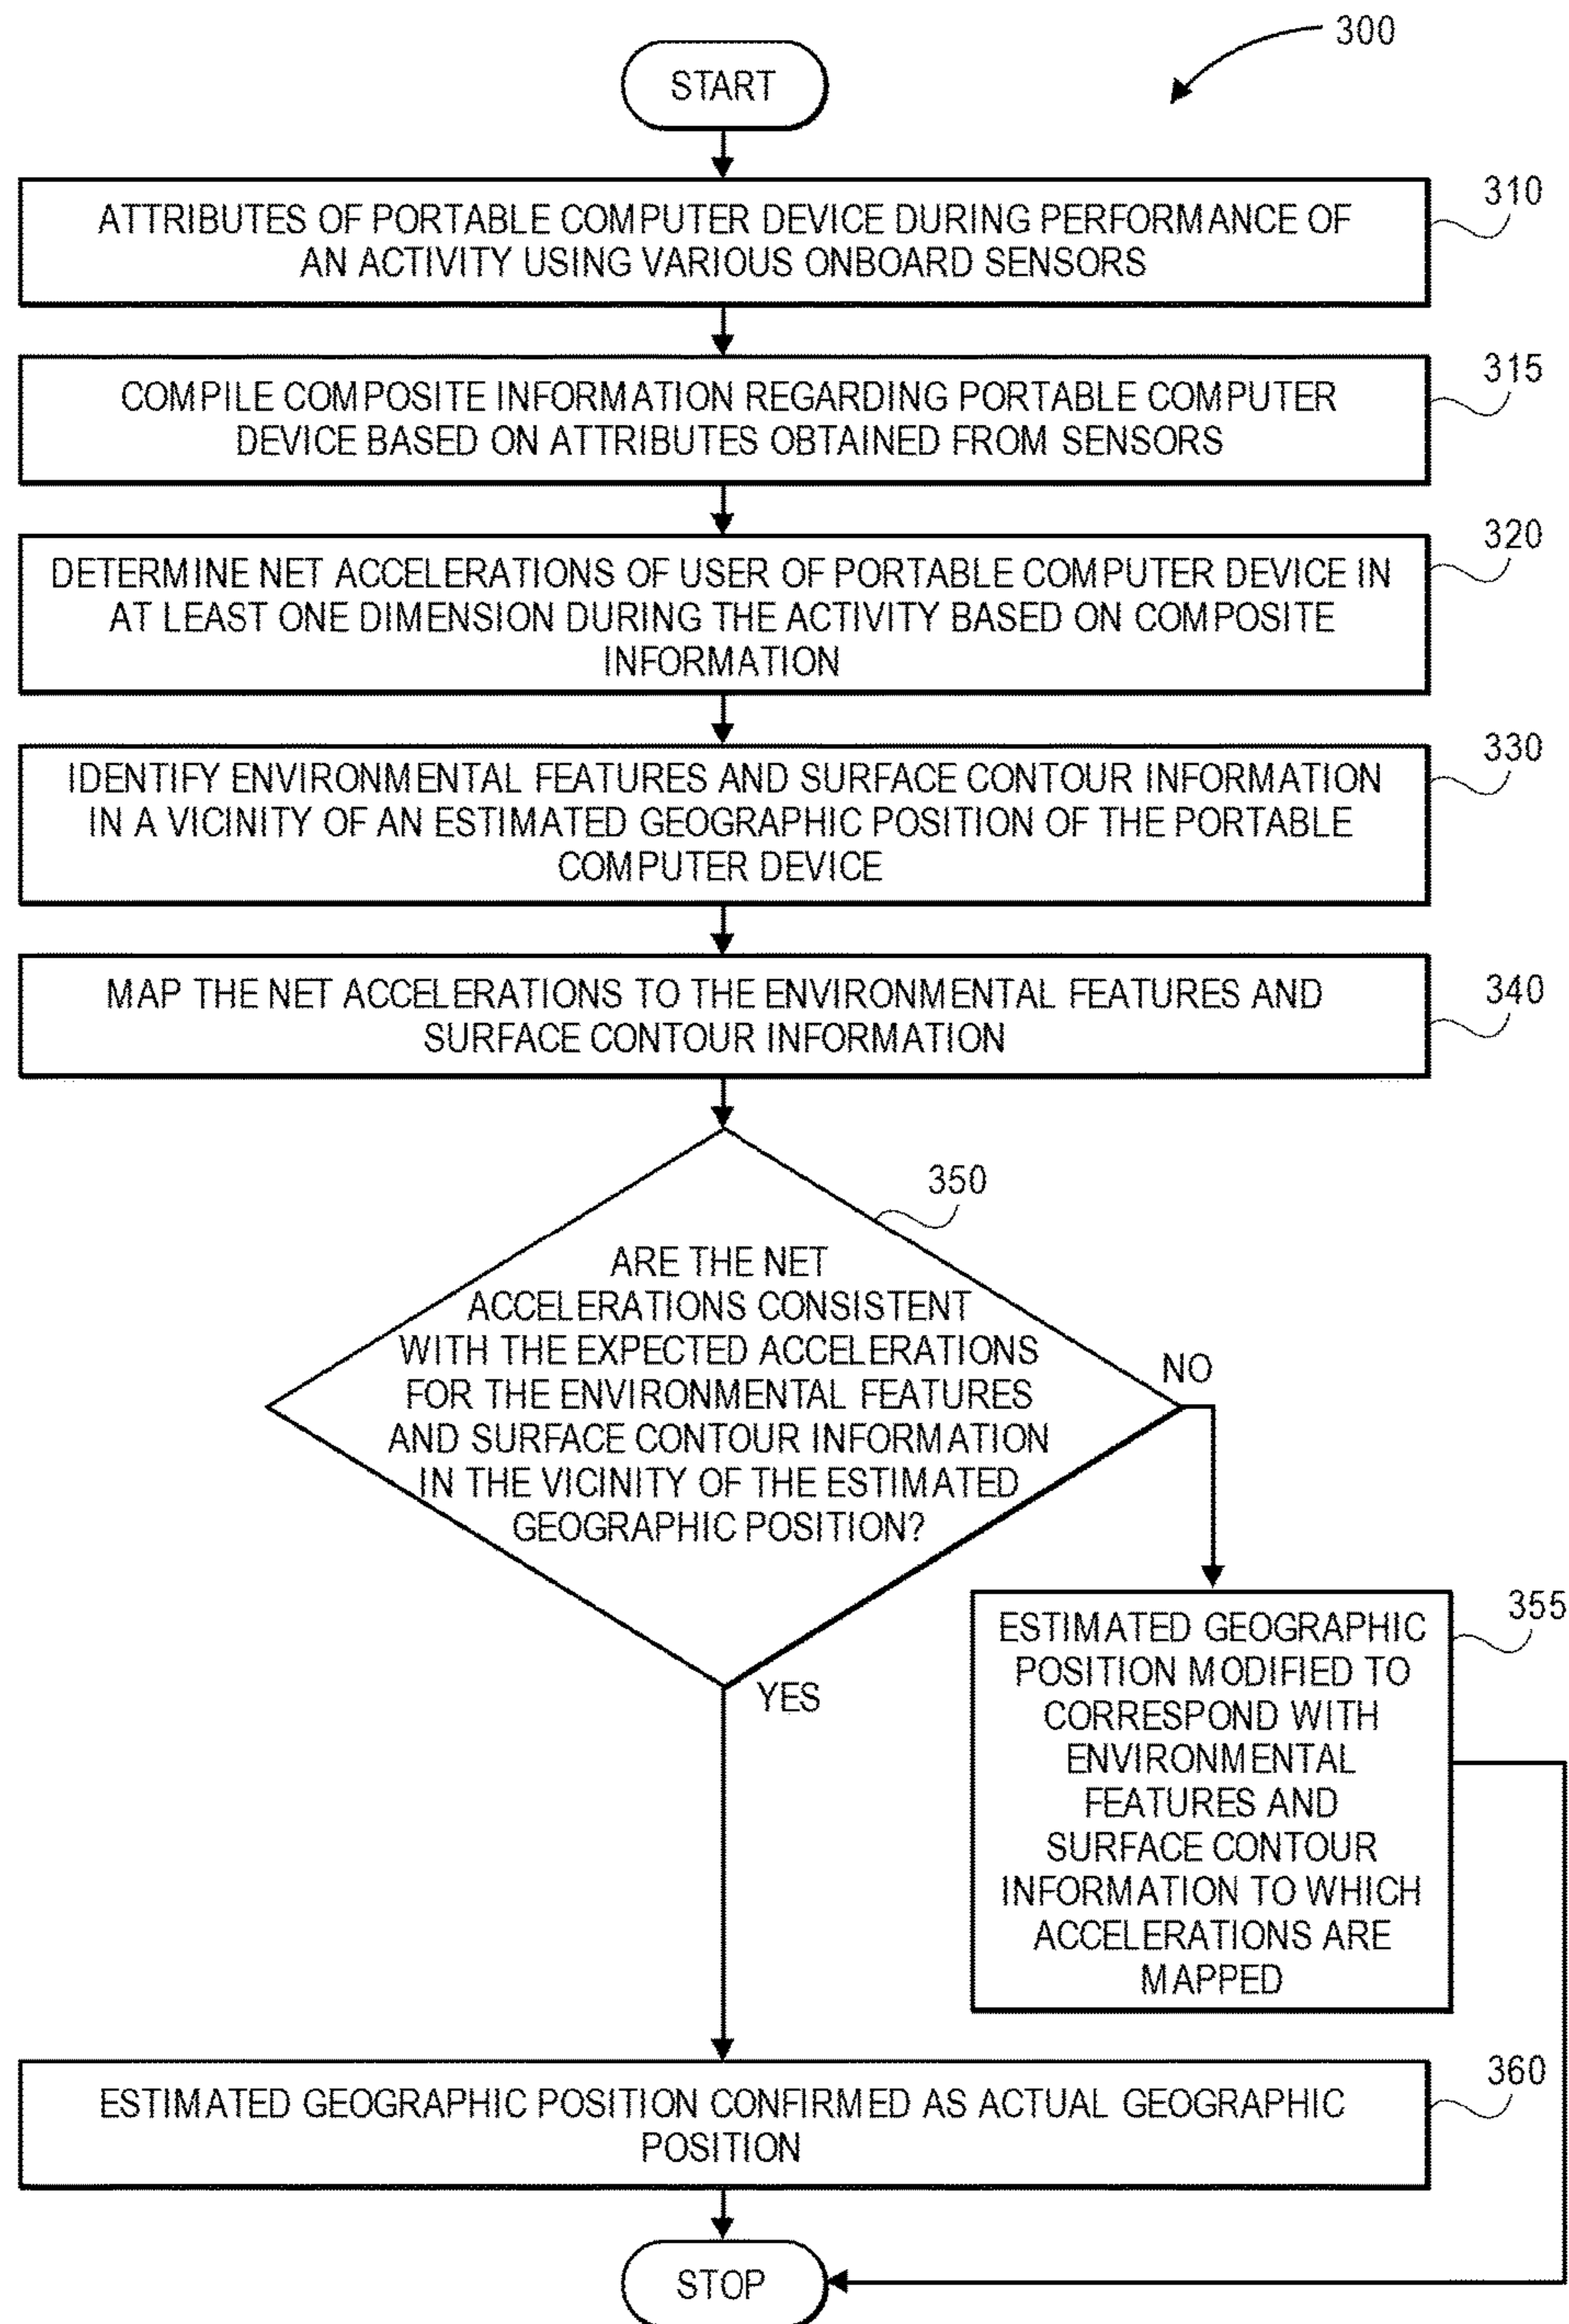 300
START
310
ATTRIBUTES OF PORTABLE COMPUTER DEVICE DURING PERFORMANCE OF
AN ACTIVITY USING VARIOUS ONBOARD SENSORS
315
COMPILE COMPOSITE INFORMATION REGARDING PORTABLE COMPUTER
DEVICE BASED ON ATTRIBUTES OBTAINED FROM SENSORS
320
DETERMINE NET ACCELERATIONS OF USER OF PORTABLE COMPUTER DEVICE IN
AT LEAST ONE DIMENSION DURING THE ACTIVITY BASED ON COMPOSITE
INFORMATION
330
IDENTIFY ENVIRONMENTAL FEATURES AND SURFACE CONTOUR INFORMATION
IN A VICINITY OF AN ESTIMATED GEOGRAPHIC POSITION OF THE PORTABLE
COMPUTER DEVICE
340
MAP THE NET ACCELERATIONS TO THE ENVIRONMENTAL FEATURES AND
SURFACE CONTOUR INFORMATION
350
ARE THE NET
ACCELERATIONS CONSISTENT
WITH THE EXPECTED ACCELERATIONS
FOR THE ENVIRONMENTAL FEATURES
AND SURFACE CONTOUR INFORMATION
IN THE VICINITY OF THE ESTIMATED
GEOGRAPHIC POSITION?
NO
YES
355
ESTIMATED GEOGRAPHIC
POSITION MODIFIED TO
CORRESPOND WITH
ENVIRONMENTAL
FEATURES AND
SURFACE CONTOUR
INFORMATION TO WHICH
ACCELERATIONS ARE
MAPPED
360
ESTIMATED GEOGRAPHIC POSITION CONFIRMED AS ACTUAL GEOGRAPHIC
POSITION
STOP